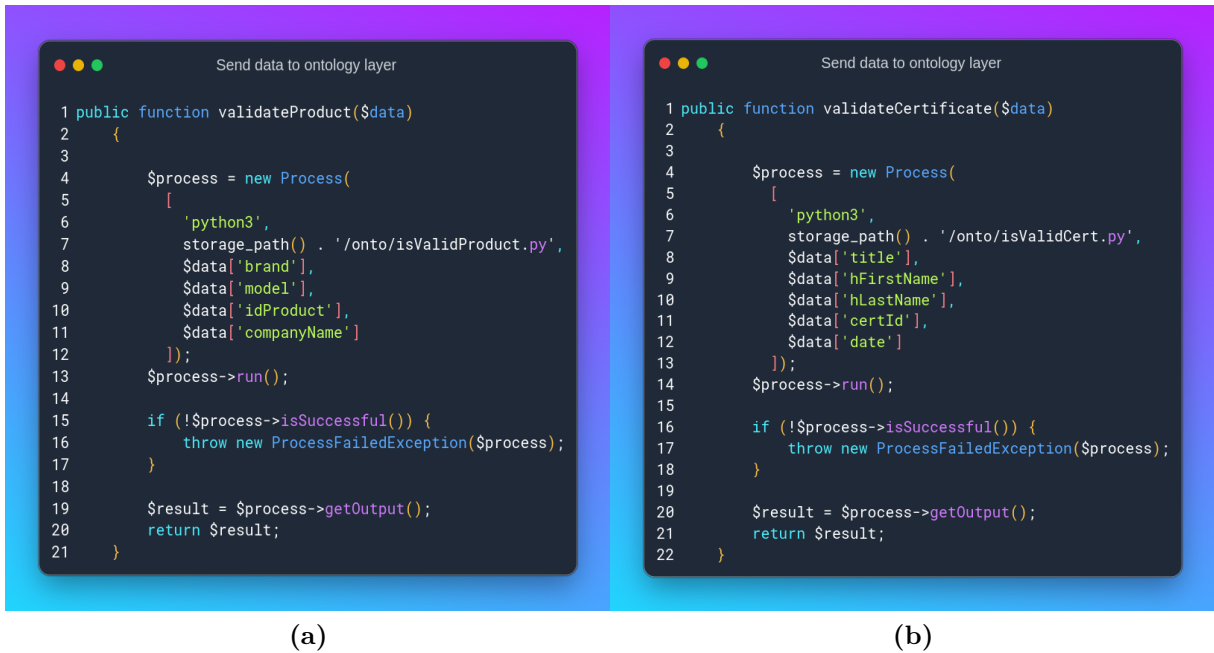 Send data to ontology layer
1 public function validateProduct($data)
2     {
3
4         $process = new Process(
5           [
6             'python3',
7             storage_path() . '/onto/isValidProduct.py',
8             $data['brand'],
9             $data['model'],
10             $data['idProduct'],
11             $data['companyName']
12           ]);
13         $process->run();
14
15         if (!$process->isSuccessful()) {
16             throw new ProcessFailedException($process);
17         }
18
19         $result = $process->getOutput();
20         return $result;
21     }
(a)
Send data to ontology layer
1 public function validateCertificate($data)
2     {
3
4         $process = new Process(
5           [
6             'python3',
7             storage_path() . '/onto/isValidCert.py',
8             $data['title'],
9             $data['hFirstName'],
10             $data['hLastName'],
11             $data['certId'],
12             $data['date']
13           ]);
14         $process->run();
15
16         if (!$process->isSuccessful()) {
17             throw new ProcessFailedException($process);
18         }
19
20         $result = $process->getOutput();
21         return $result;
22     }
(b)